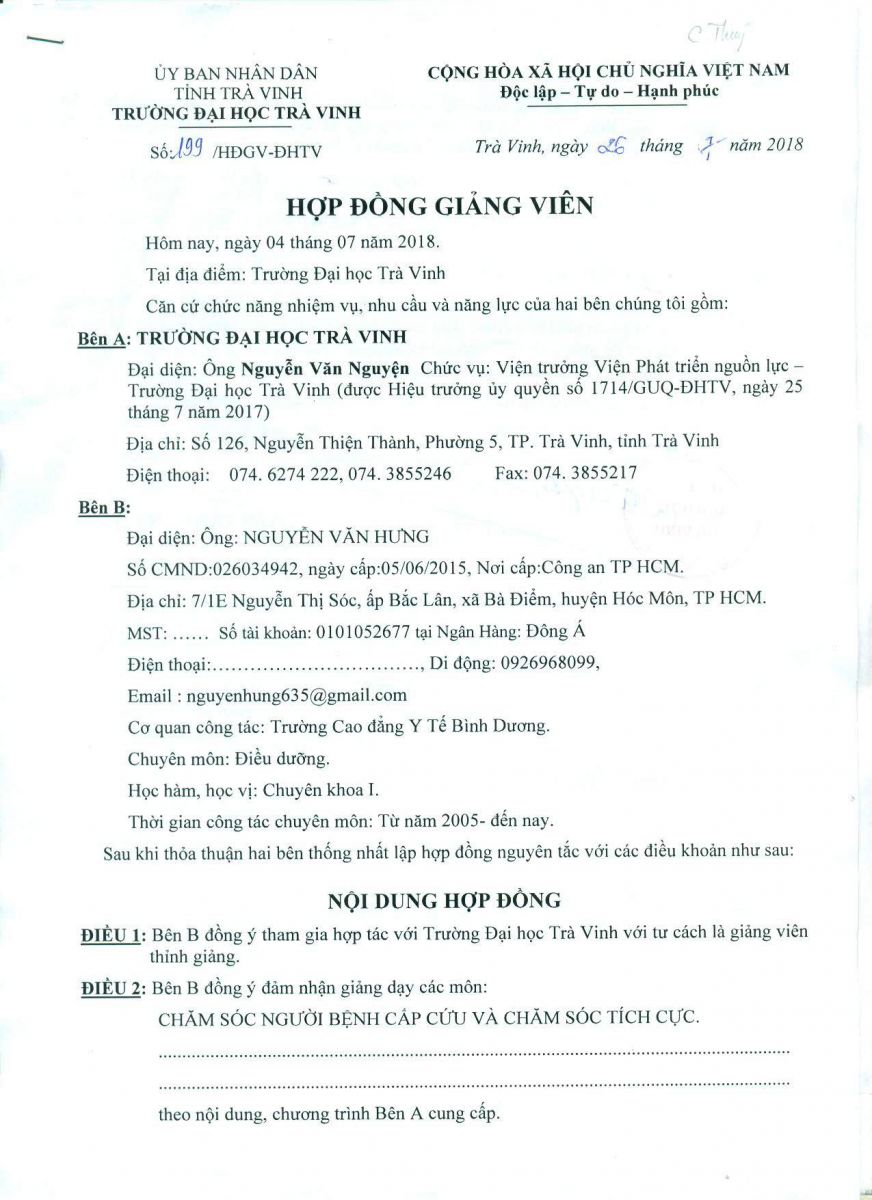 C Thuý
ỦY BAN NHÂN DÂN
TỈNH TRÀ VINH
TRƯỜNG ĐẠI HỌC TRÀ VINH
Số:199 /HĐGV-ĐHTV
CỘNG HÒA XÃ HỘI CHỦ NGHĨA VIỆT NAM
Độc lập – Tự do – Hạnh phúc
Trà Vinh, ngày 26 tháng 7 năm 2018
HỢP ĐỒNG GIẢNG VIÊN
Hôm nay, ngày 04 tháng 07 năm 2018.
Tại địa điểm: Trường Đại học Trà Vinh
Căn cứ chức năng nhiệm vụ, nhu cầu và năng lực của hai bên chúng tôi gồm:
Bên A: TRƯỜNG ĐẠI HỌC TRÀ VINH
Đại diện: Ông Nguyễn Văn Nguyện Chức vụ: Viện trưởng Viện Phát triển nguồn lực –
Trường Đại học Trà Vinh (được Hiệu trưởng ủy quyền số 1714/GUQ-ĐHTV, ngày 25
tháng 7 năm 2017)
Địa chỉ: Số 126, Nguyễn Thiện Thành, Phường 5, TP. Trà Vinh, tỉnh Trà Vinh
Điện thoại: 074. 6274 222, 074. 3855246 Fax: 074. 3855217
Bên B:
Đại diện: Ông: NGUYỄN VĂN HƯNG
Số CMND:026034942, ngày cấp:05/06/2015, Nơi cấp:Công an TP HCM.
Địa chỉ: 7/1E Nguyễn Thị Sóc, ấp Bắc Lân, xã Bà Điểm, huyện Hóc Môn, TP HCM.
MST: …… Số tài khoản: 0101052677 tại Ngân Hàng: Đông Á
Điện thoại:……………………………, Di động: 0926968099,
Email : nguyenhung635@gmail.com
Cơ quan công tác: Trường Cao đẳng Y Tế Bình Dương.
Chuyên môn: Điều dưỡng.
Học hàm, học vị: Chuyên khoa I.
Thời gian công tác chuyên môn: Từ năm 2005- đến nay.
Sau khi thỏa thuận hai bên thống nhất lập hợp đồng nguyên tắc với các điều khoản như sau:
NỘI DUNG HỢP ĐỒNG
ĐIỀU 1: Bên B đồng ý tham gia hợp tác với Trường Đại học Trà Vinh với tư cách là giảng viên
thỉnh giảng.
ĐIỀU 2: Bên B đồng ý đảm nhận giảng dạy các môn:
CHĂM SÓC NGƯỜI BỆNH CẤP CỨU VÀ CHĂM SÓC TÍCH CỰC.
................................................................................
................................................................................
theo nội dung, chương trình Bên A cung cấp.